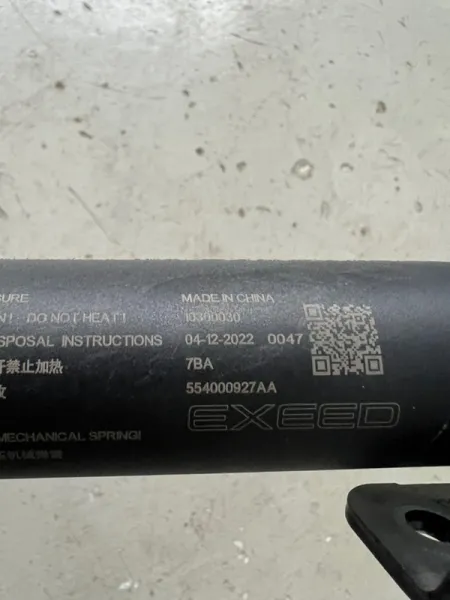 SURE
N! DO NOT HEAT!
SPOSAL INSTRUCTIONS
开禁止加热
MECHANICAL SPRING!
MADE IN CHINA
10300030
04-12-2022 0047
7BA
554000927AA
EXEED